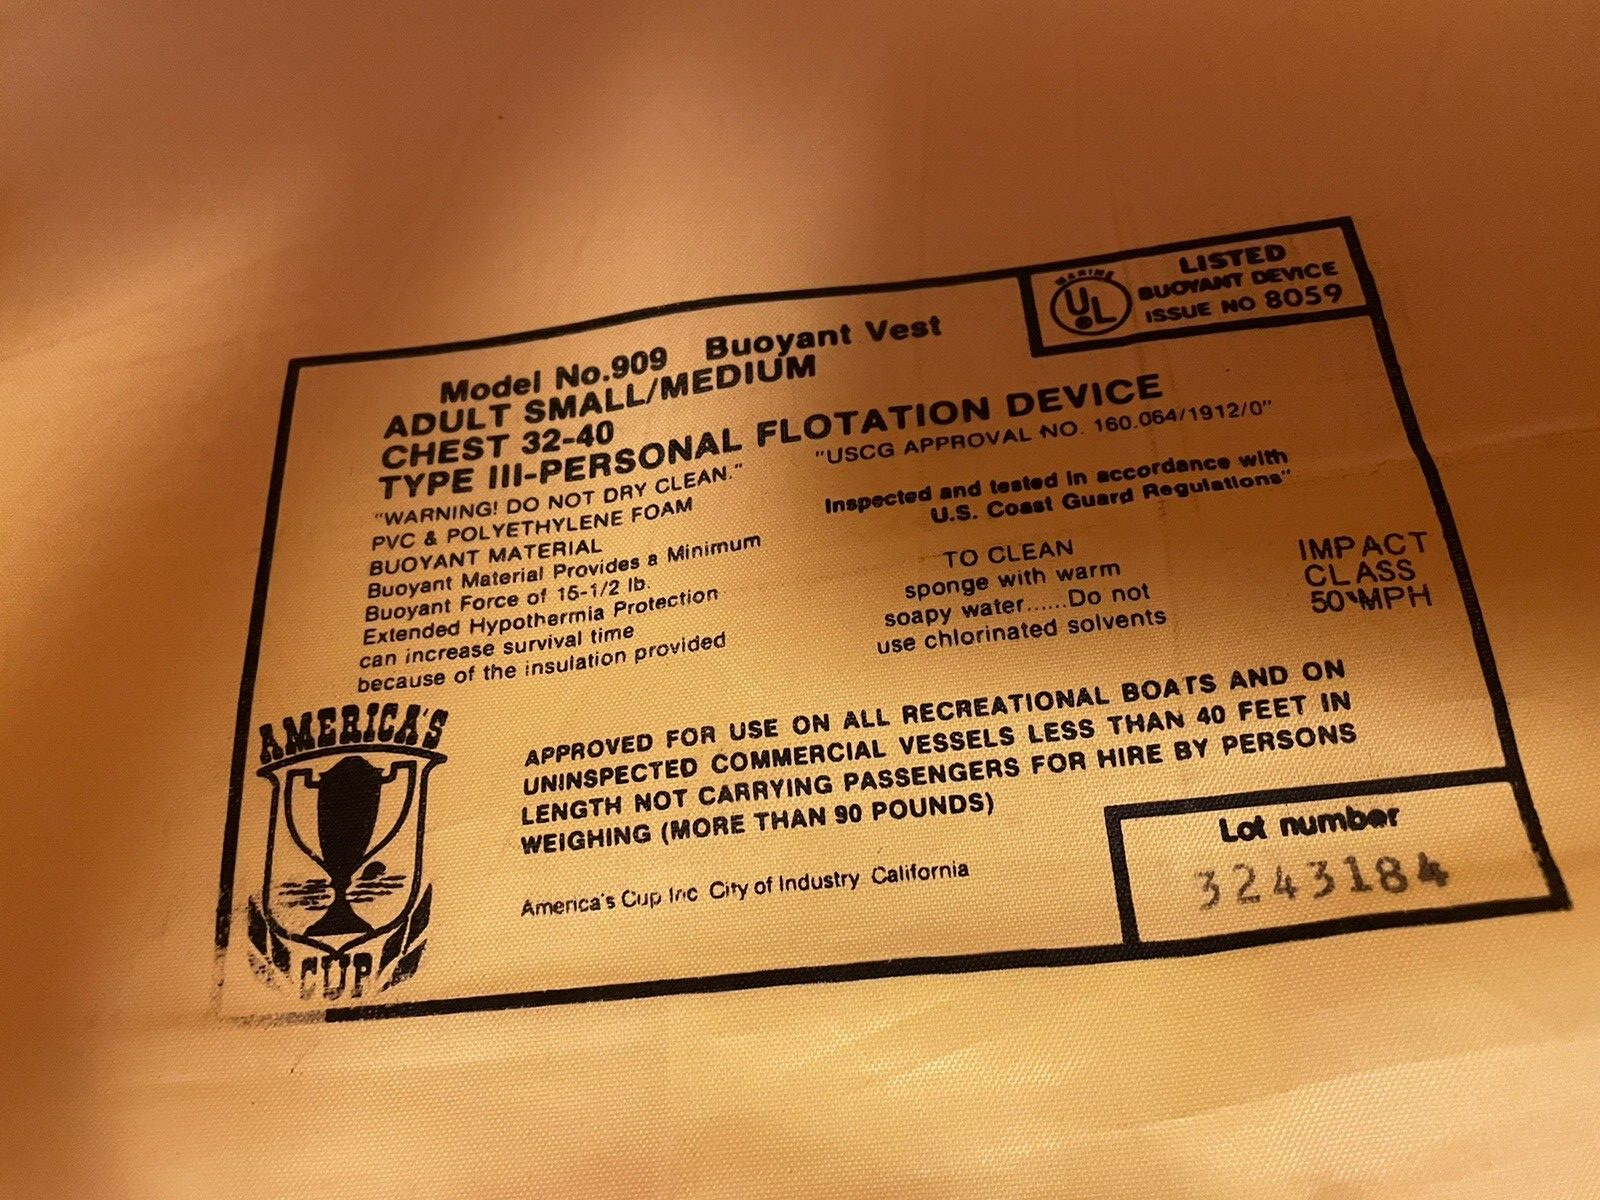 MARINE
UL
LISTED
BUOYANT DEVICE
ISSUE NO 8059
Model No.909 Buoyant Vest
ADULT SMALL/MEDIUM
CHEST 32-40
TYPE III-PERSONAL FLOTATION DEVICE
"WARNING! DO NOT DRY CLEAN."
PVC & POLYETHYLENE FOAM
BUOYANT MATERIAL
Buoyant Material Provides a Minimum
Buoyant Force of 15-1/2 lb.
Extended Hypothermia Protection
can increase survival time
because of the insulation provided
"USCG APPROVAL NO. 160.064/1912/0"
Inspected and tested in accordance with
U.S. Coast Guard Regulations"
TO CLEAN
sponge with warm
soapy water......Do not
use chlorinated solvents
IMPACT
CLASS
50 MPH
AMERICA'S
CUP
APPROVED FOR USE ON ALL RECREATIONAL BOATS AND ON
UNINSPECTED COMMERCIAL VESSELS LESS THAN 40 FEET IN
LENGTH NOT CARRYING PASSENGERS FOR HIRE BY PERSONS
WEIGHING (MORE THAN 90 POUNDS)
America's Cup Inc City of Industry California
Lot number
3243184